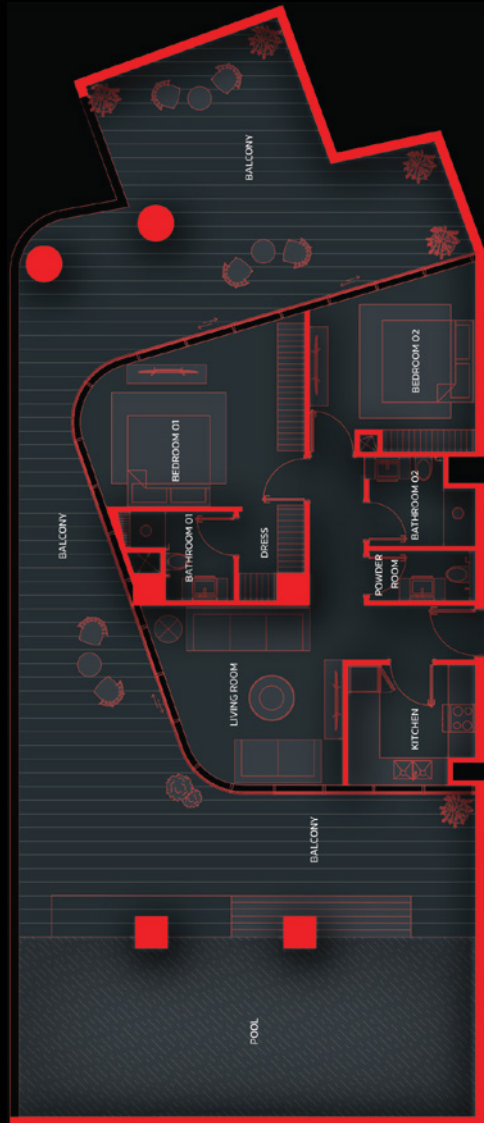 BALCONY
BEDROOM 02
BEDROOM 01
BATHROOM 02
BALCONY
BATHROOM 01
DRESS
POWDER
ROOM
LIVING ROOM
KITCHEN
BALCONY
POOL